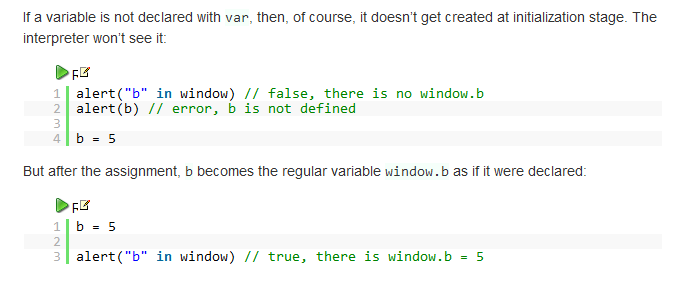 If a variable is not declared with var, then, of course, it doesn't get created at initialization stage. The
interpreter won't see it:
1 alert("b" in window) // false, there is no window.b
2 alert(b) // error, b is not defined
3
4 b = 5
But after the assignment, b becomes the regular variable window.b as if it were declared:
1 b = 5
2
3 alert("b" in window) // true, there is window.b = 5